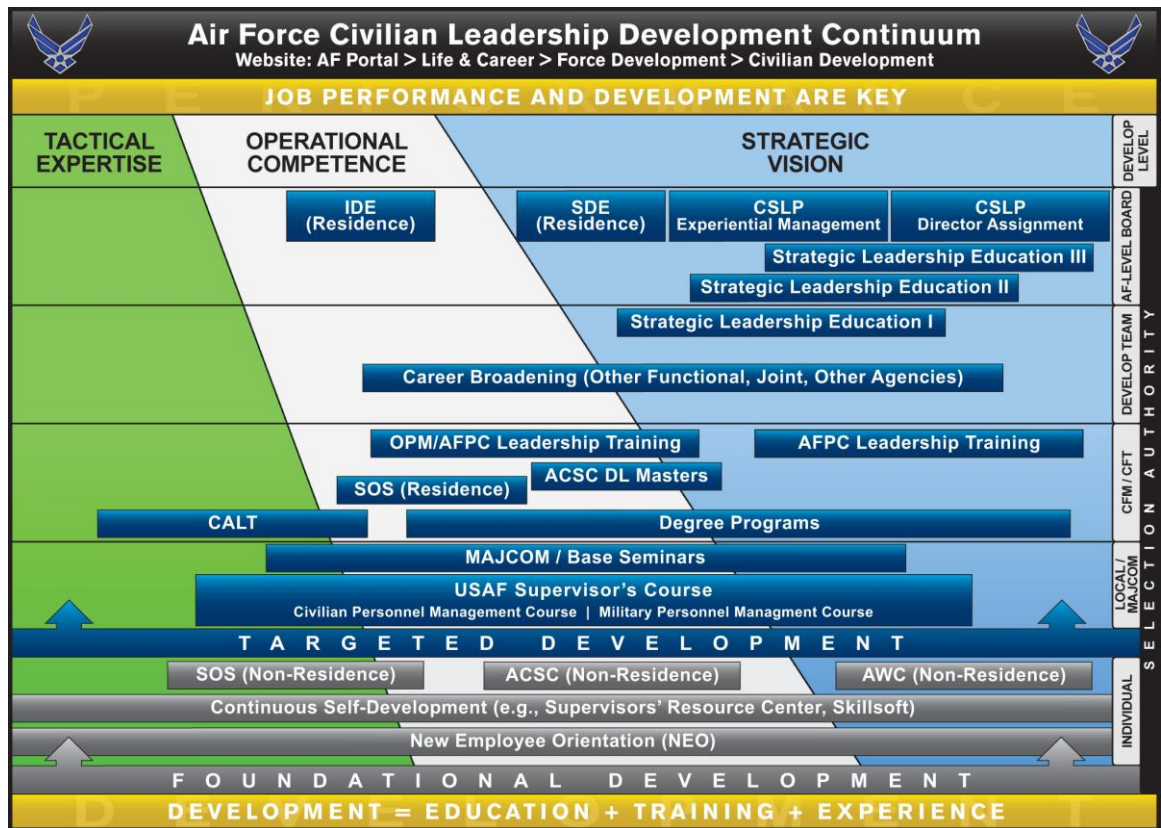 Air Force Civilian Leadership Development Continuum
Website: AF Portal > Life & Career > Force Development > Civilian Development
PERFORMANCE
JOB PERFORMANCE AND DEVELOPMENT ARE KEY
TACTICAL
EXPERTISE
OPERATIONAL
COMPETENCE
STRATEGIC
VISION
DEVELOP
LEVEL
IDE
(Residence)
SDE
(Residence)
CSLP
Experiential Management
CSLP
Director Assignment
Strategic Leadership Education III
Strategic Leadership Education II
AF-LEVEL BOARD
Strategic Leadership Education I
Career Broadening (Other Functional, Joint, Other Agencies)
DEVELOP TEAM
OPM/AFPC Leadership Training
AFPC Leadership Training
ACSC DL Masters
SOS (Residence)
CALT
Degree Programs
CFM / CFT
MAJCOM / Base Seminars
USAF Supervisor's Course
Civilian Personnel Management Course | Military Personnel Managment Course
LOCAL /
MAJCOM
TARGETED DEVELOPMENT
SOS (Non-Residence)
ACSC (Non-Residence)
AWC (Non-Residence)
Continuous Self-Development (e.g., Supervisors' Resource Center, Skillsoft)
New Employee Orientation (NEO)
INDIVIDUAL
SELECTION AUTHORITY
FOUNDATIONAL DEVELOPMENT
DEVELOPMENT = EDUCATION + TRAINING + EXPERIENCE